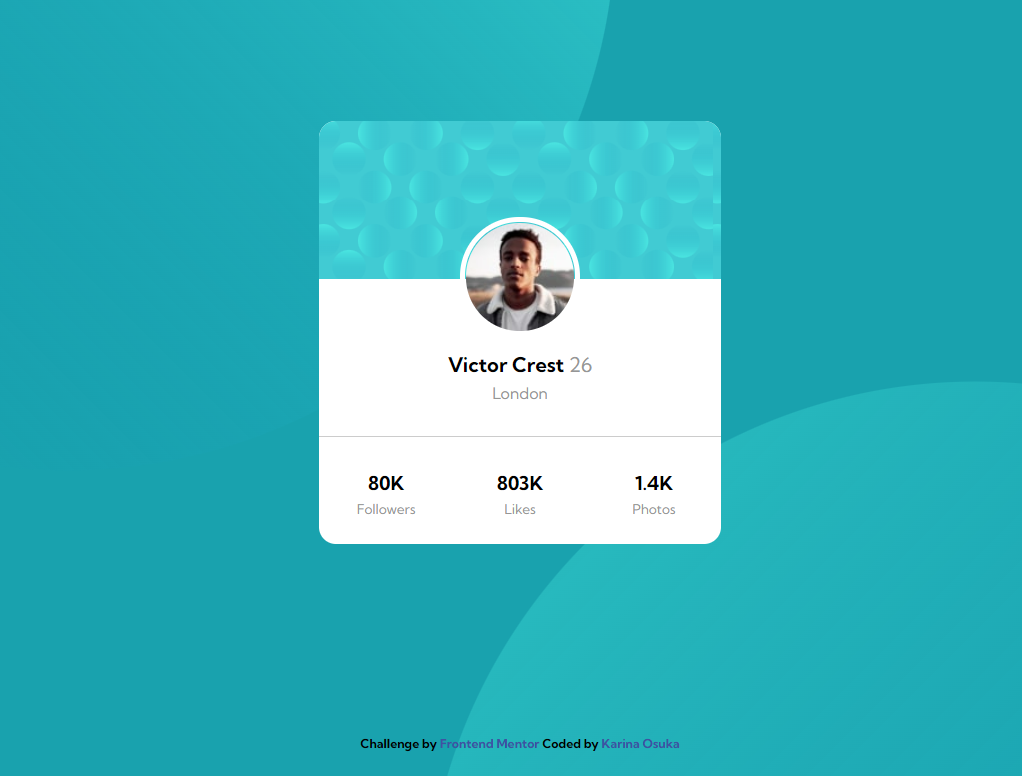 Victor Crest 26
London
80K 803K 1.4K
Followers Likes Photos
Challenge by Frontend Mentor Coded by Karina Osuka